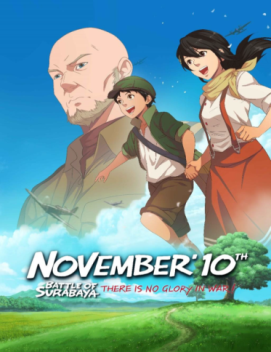 NOVEMBER 10TH
BATTLE OF
SURABAYA THERE IS NO GLORY IN WAR